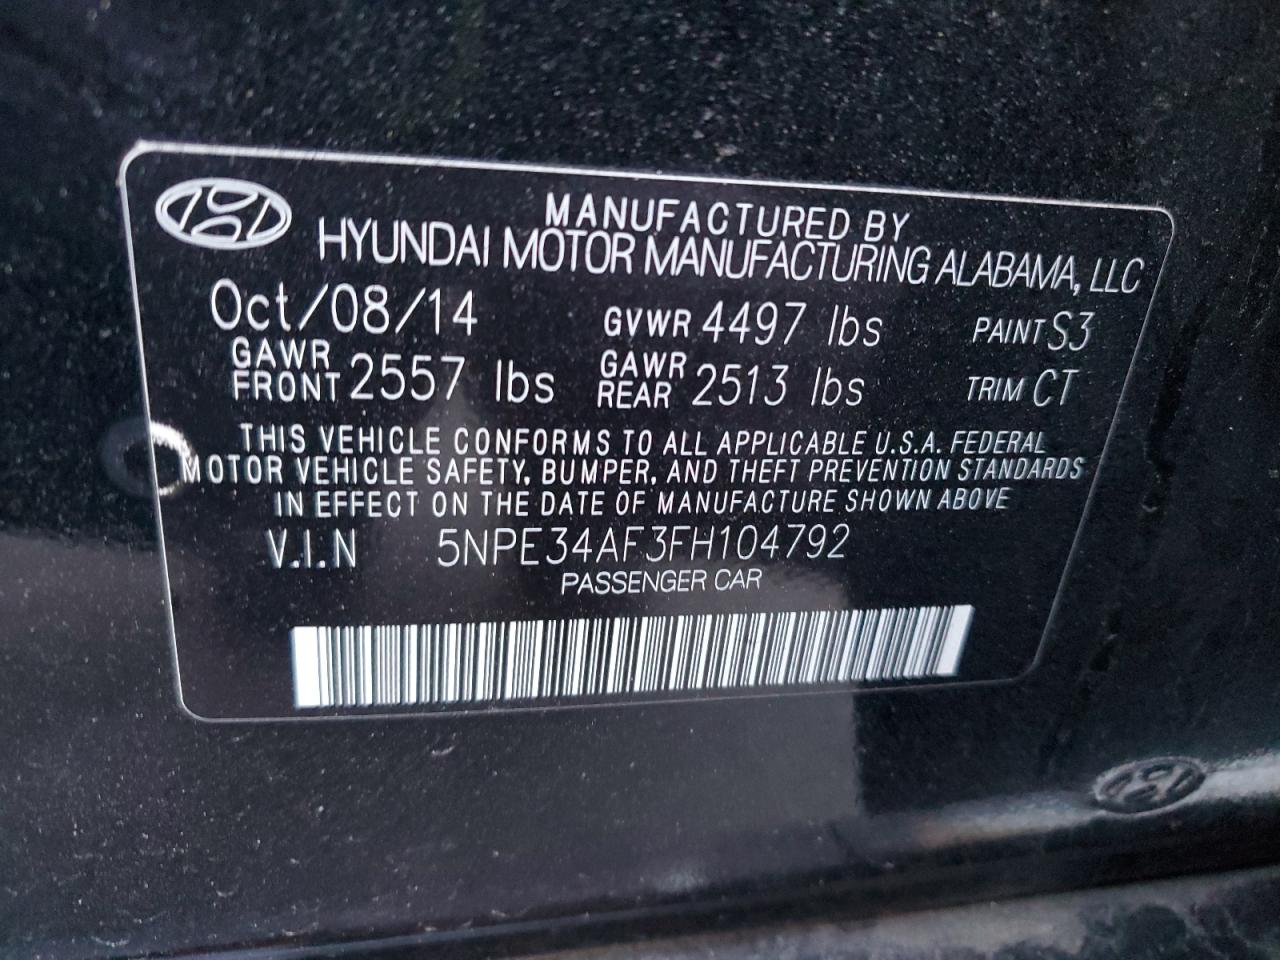 MANUFACTURED BY
HYUNDAI MOTOR MANUFACTURING ALABAMA, LLC
Oct/08/14 GVWR 4497 lbs PAINT S3
GAWR FRONT 2557 lbs GAWR REAR 2513 lbs TRIM CT
THIS VEHICLE CONFORMS TO ALL APPLICABLE U.S.A. FEDERAL
MOTOR VEHICLE SAFETY, BUMPER, AND THEFT PREVENTION STANDARDS
IN EFFECT ON THE DATE OF MANUFACTURE SHOWN ABOVE
V.I.N 5NPE34AF3FH104792
PASSENGER CAR